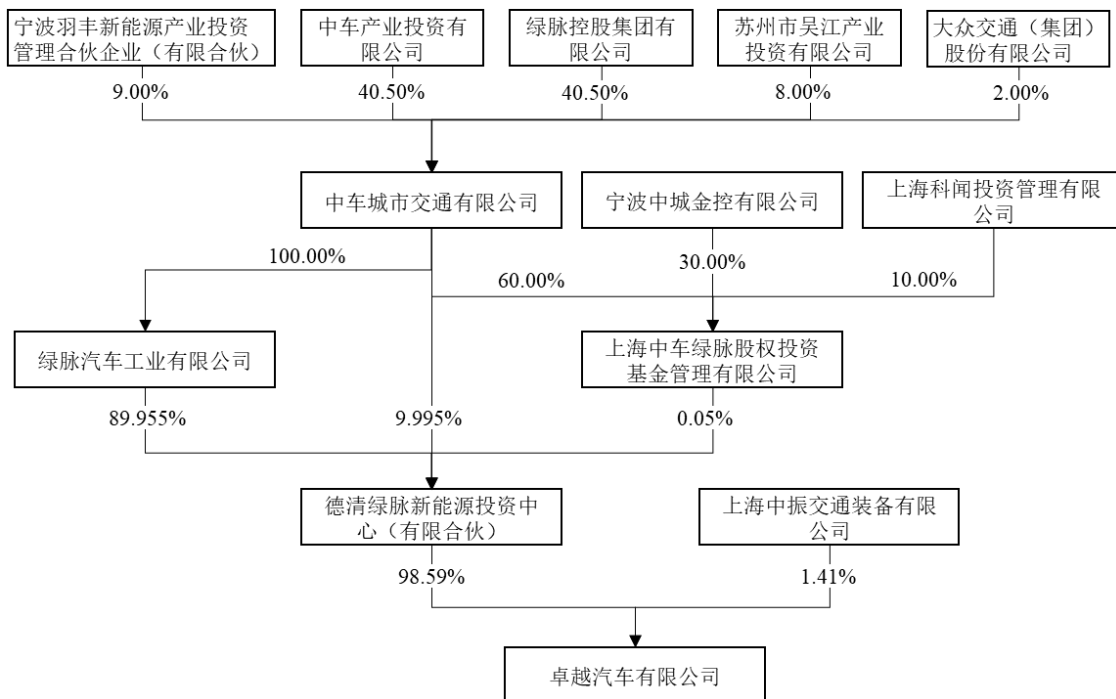 宁波羽丰新能源产业投资
管理合伙企业（有限合伙）
中车产业投资有
限公司
绿脉控股集团有
限公司
苏州市吴江产业
投资有限公司
大众交通（集团）
股份有限公司
9.00%
40.50%
40.50%
8.00%
2.00%
中车城市交通有限公司
宁波中城金控有限公司
上海科闻投资管理有限
公司
100.00%
60.00%
30.00%
10.00%
绿脉汽车工业有限公司
上海中车绿脉股权投资
基金管理有限公司
89.955%
9.995%
0.05%
德清绿脉新能源投资中
心（有限合伙）
上海中振交通装备有限
公司
98.59%
1.41%
卓越汽车有限公司